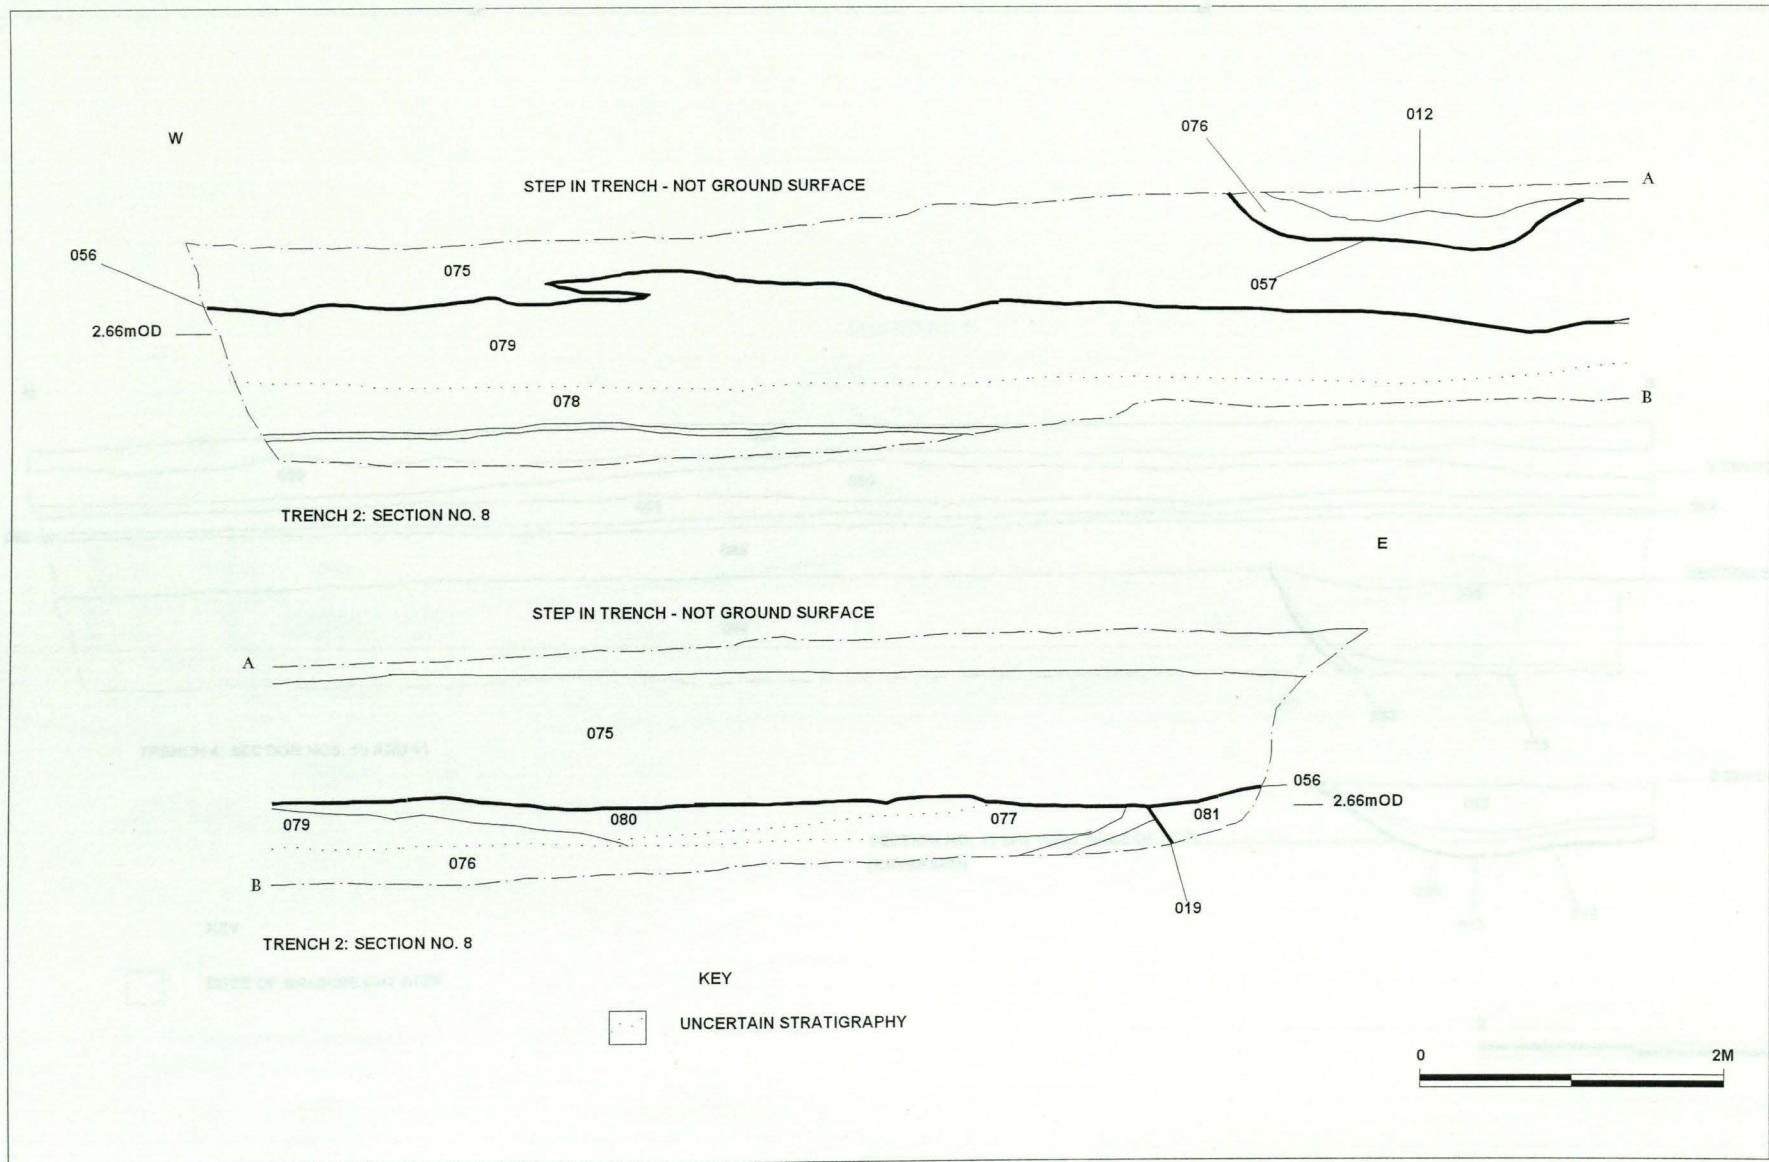 W
STEP IN TRENCH - NOT GROUND SURFACE
076
012
A
056
075
057
2.66mOD
079
078
B
TRENCH 2: SECTION NO. 8
E
STEP IN TRENCH - NOT GROUND SURFACE
A
075
056
2.66mOD
079
080
077
081
076
B
019
TRENCH 2: SECTION NO. 8
KEY
UNCERTAIN STRATIGRAPHY
0 2M